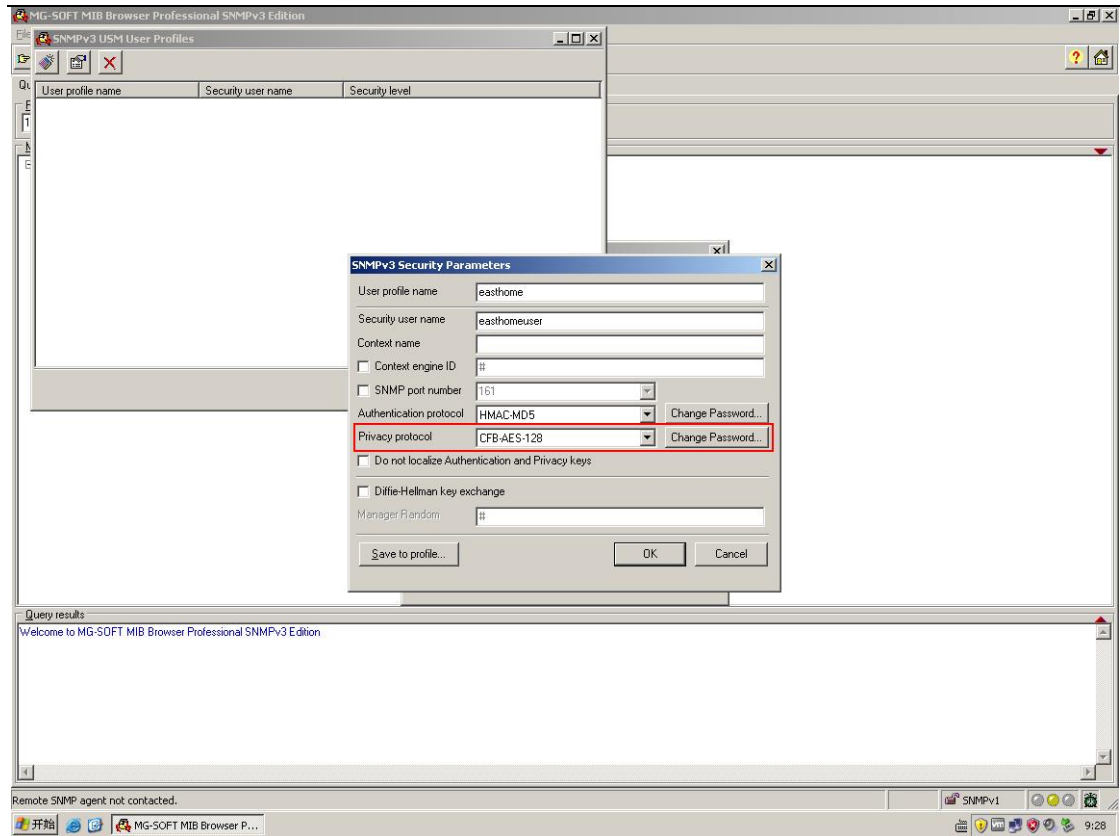 MG-SOFT MIB Browser Professional SNMPv3 Edition
SNMPv3 USM User Profiles
User profile name Security user name Security level
SNMPv3 Security Parameters
User profile name easthome
Security user name easthomeuser
Context name
Context engine ID #
SNMP port number 161
Authentication protocol HMAC-MD5 Change Password...
Privacy protocol CFB-AES-128 Change Password...
Do not localize Authentication and Privacy keys
Diffie-Hellman key exchange
Manager Random #
Save to profile... OK Cancel
Query results
Welcome to MG-SOFT MIB Browser Professional SNMPv3 Edition
Remote SNMP agent not contacted. SNMPv1
开始 MG-SOFT MIB Browser P... 9:28